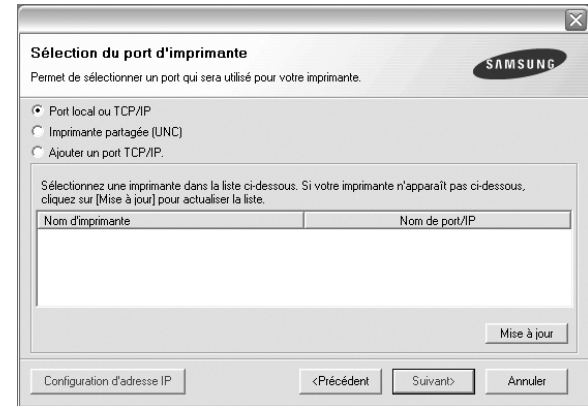 Sélection du port d'imprimante
Permet de sélectionner un port qui sera utilisé pour votre imprimante.
SAMSUNG
Port local ou TCP/IP
Imprimante partagée (UNC)
Ajouter un port TCP/IP.
Sélectionnez une imprimante dans la liste ci-dessous. Si votre imprimante n'apparaît pas ci-dessous,
cliquez sur [Mise à jour] pour actualiser la liste.
Nom d'imprimante Nom de port/IP
Mise à jour
Configuration d'adresse IP <Précédent Suivant> Annuler